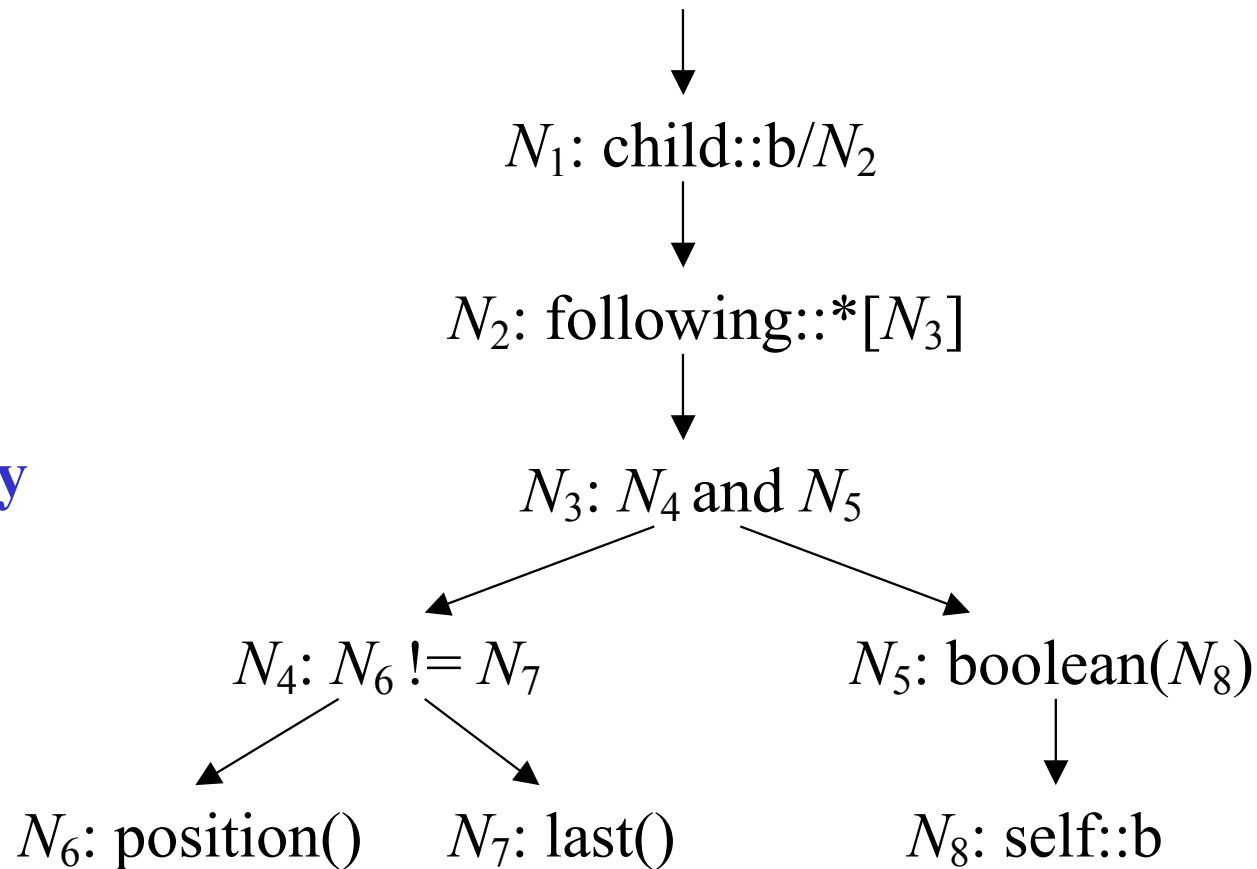 N₁: child::b/N₂
N₂: following::*[N₃]
y
N₃: N₄ and N₅
N₄: N₆ != N₇
N₅: boolean(N₈)
N₆: position()
N₇: last()
N₈: self::b